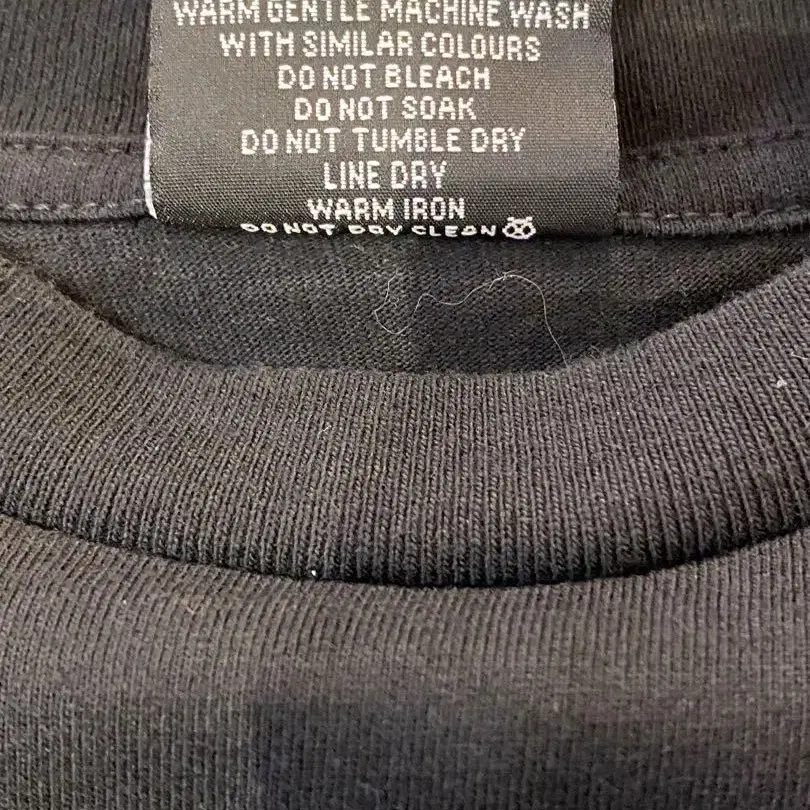 WARM GENTLE MACHINE WASH
WITH SIMILAR COLOURS
DO NOT BLEACH
DO NOT SOAK
DO NOT TUMBLE DRY
LINE DRY
WARM IRON
DO NOT DRY CLEAN